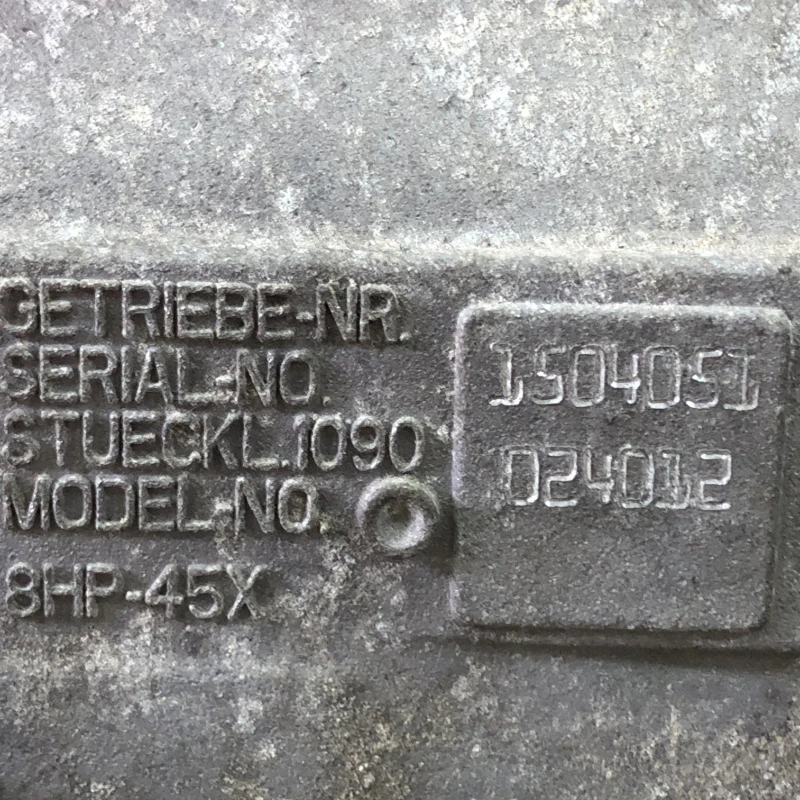 GETRIEBE-NR.
SERIAL-NO.
1504051
STUECKL.1090
MODEL-NO.
024012
8HP-45X